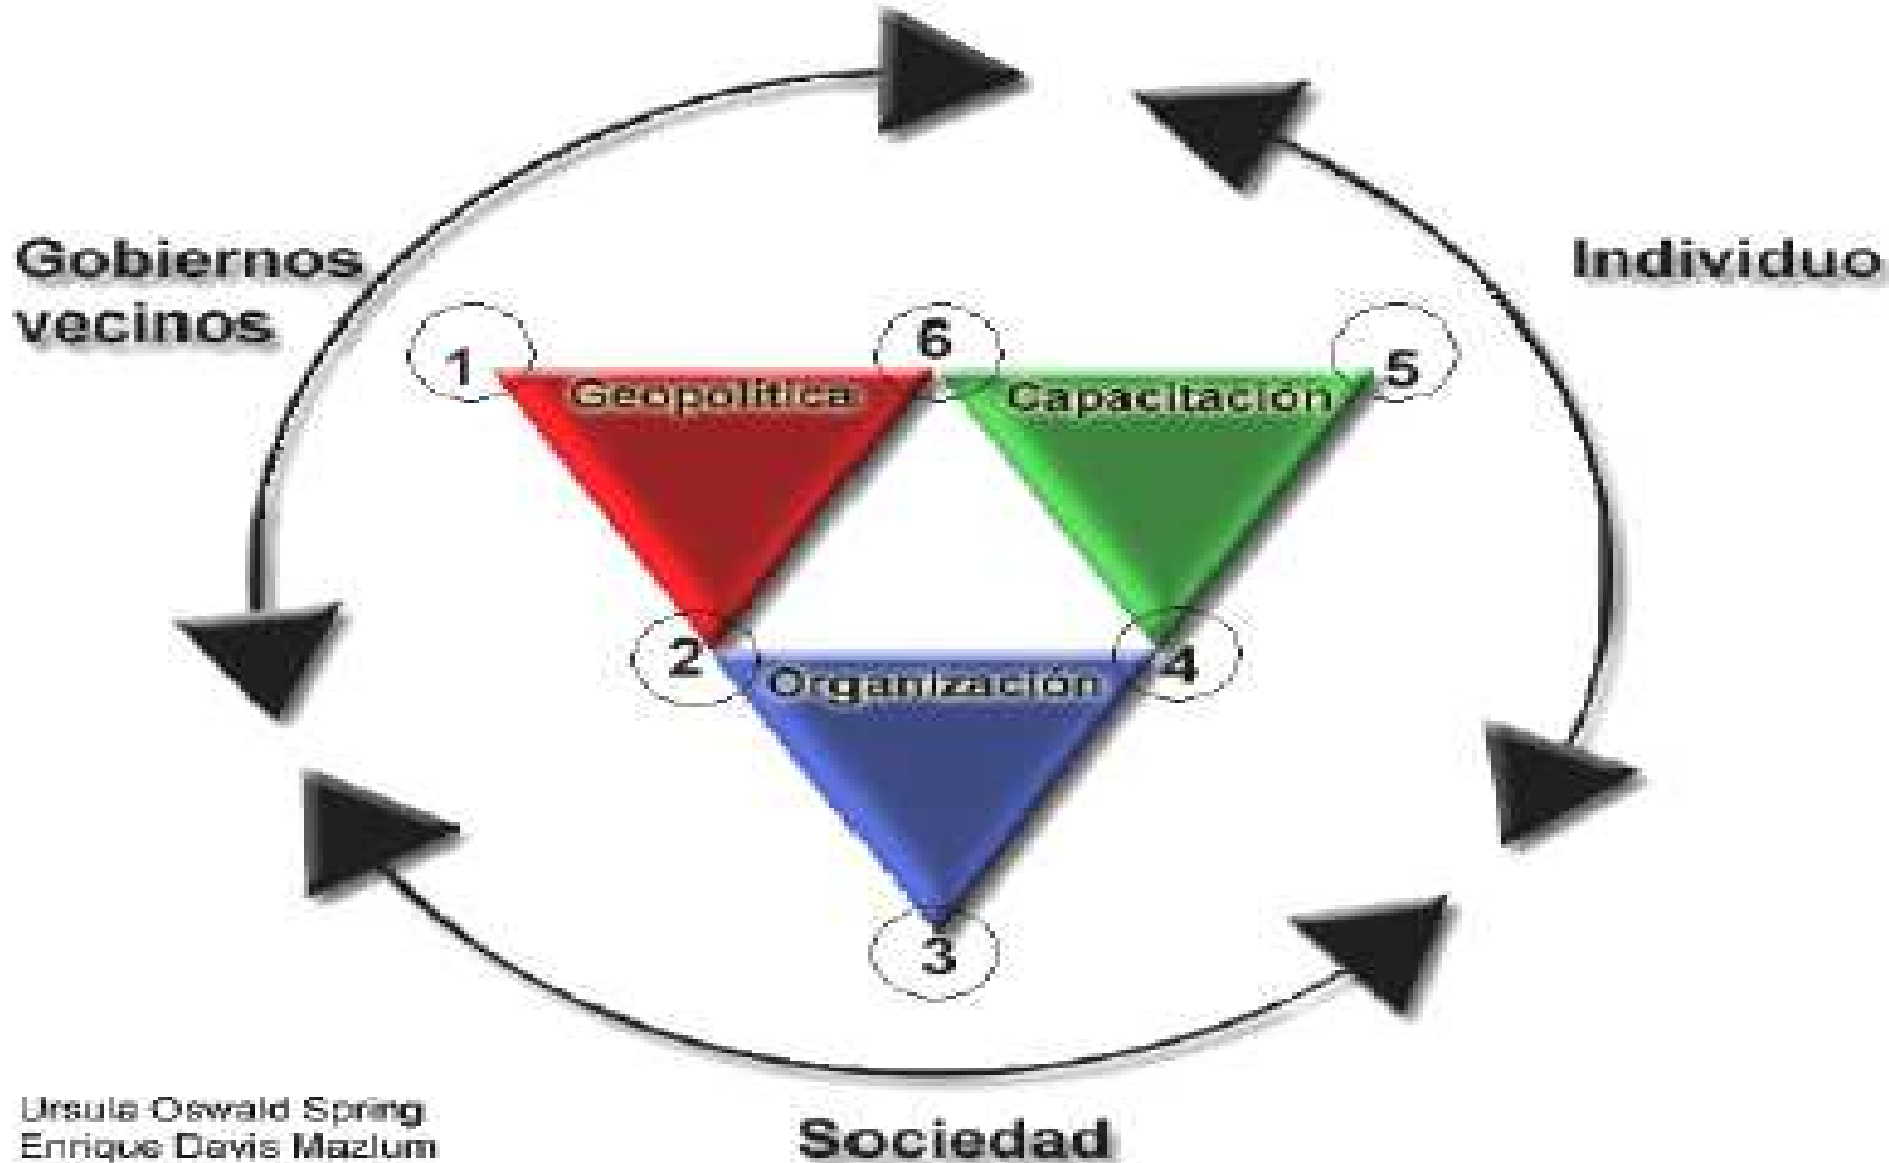 Gobiernos
vecinos
Individuo
1
6
5
Geopolítica
Capacitación
2
4
Organización
3
Ursula Oswald Spring
Enrique Davis Mazlum
Sociedad